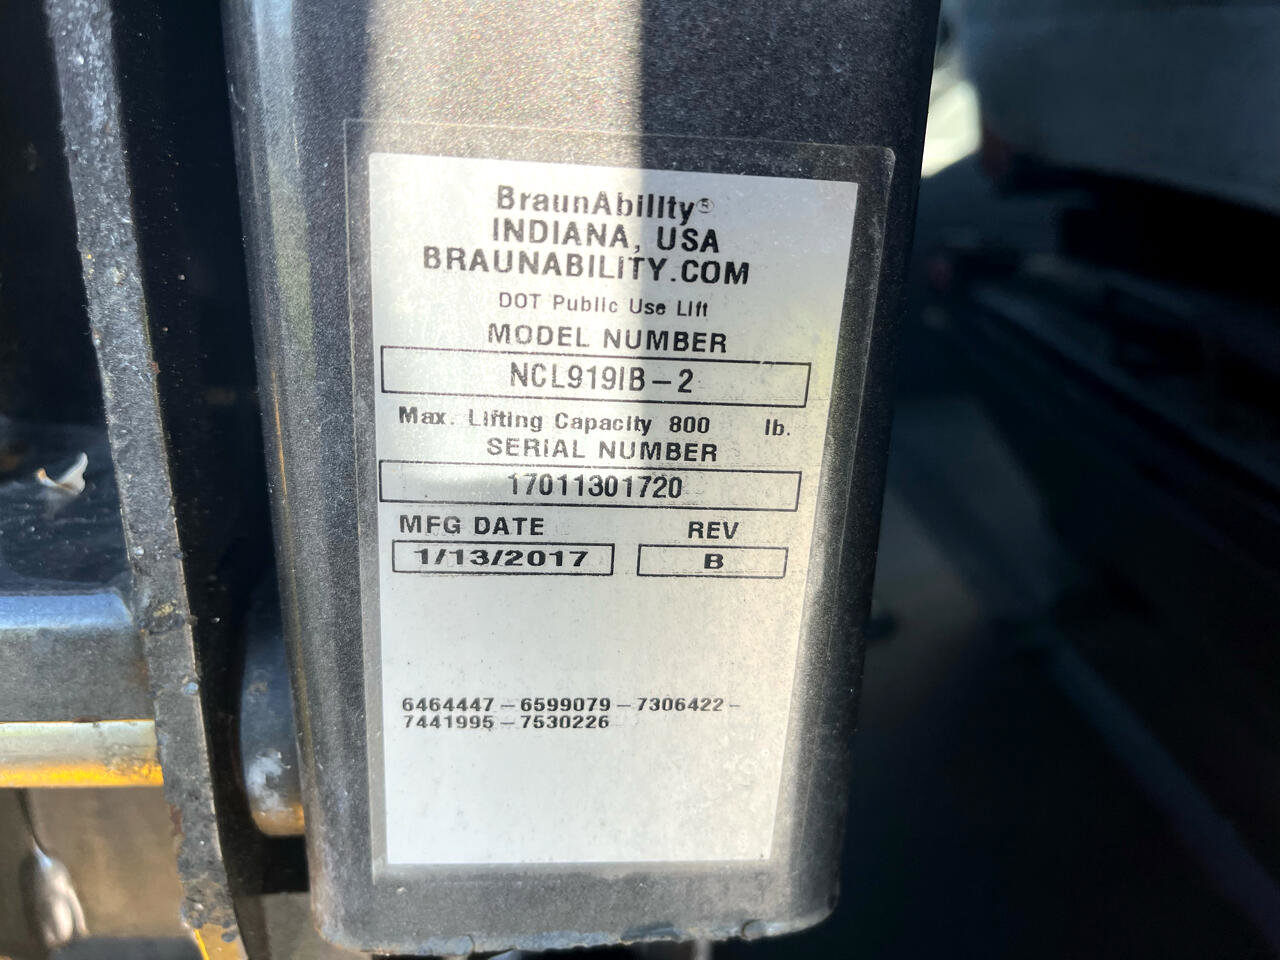 BraunAbility®
INDIANA, USA
BRAUNABILITY.COM
DOT Public Use Lift
MODEL NUMBER
NCL919IB-2
Max. Lifting Capacity 800 lb.
SERIAL NUMBER
17011301720
MFG DATE REV
1/13/2017 B
6464447-6599079-7306422-
7441995-7530226